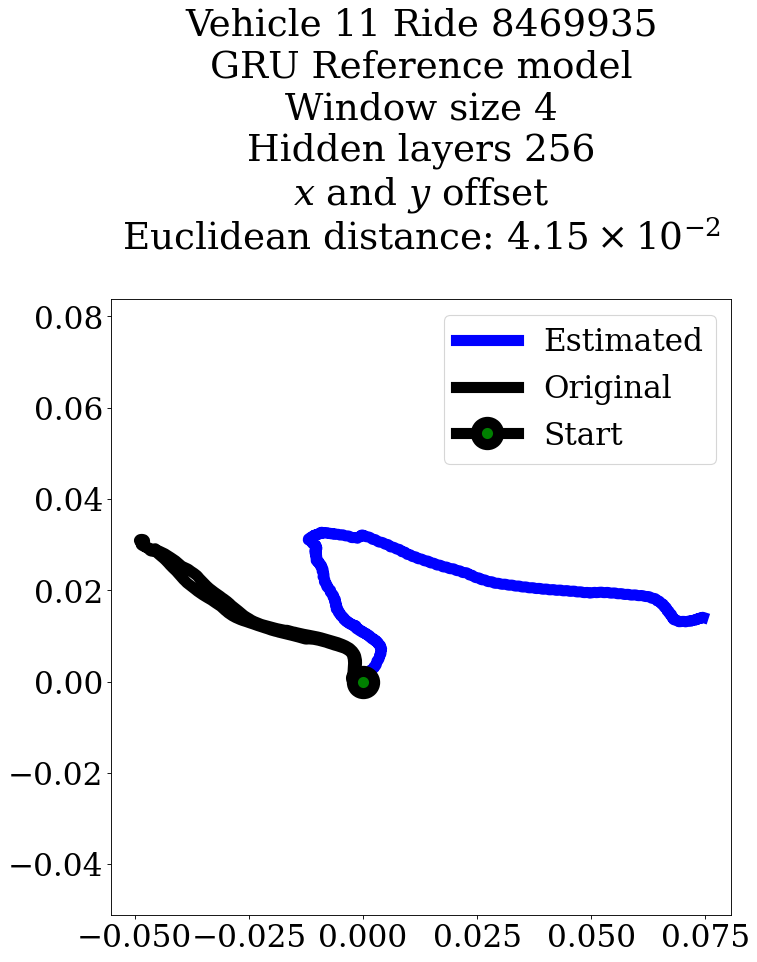 Vehicle 11 Ride 8469935
GRU Reference model
Window size 4
Hidden layers 256
x and y offset
Euclidean distance: 4.15 × 10⁻²
0.08
0.06
0.04
0.02
0.00
−0.02
−0.04
Estimated
Original
Start
−0.050 −0.025 0.000 0.025 0.050 0.075